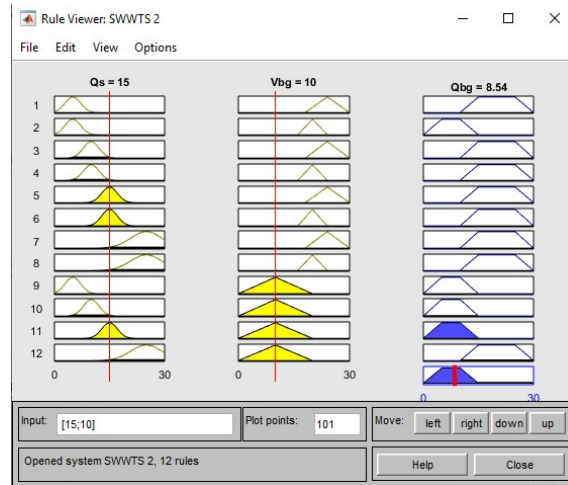 Rule Viewer: SWWTS 2
File Edit View Options
Qs = 15 Vbg = 10 Qbg = 8.54
1
2
3
4
5
6
7
8
9
10
11
12
0 30 0 30
0 30
Input: [15;10] Plot points: 101 Move: left right down up
Opened system SWWTS 2, 12 rules Help Close